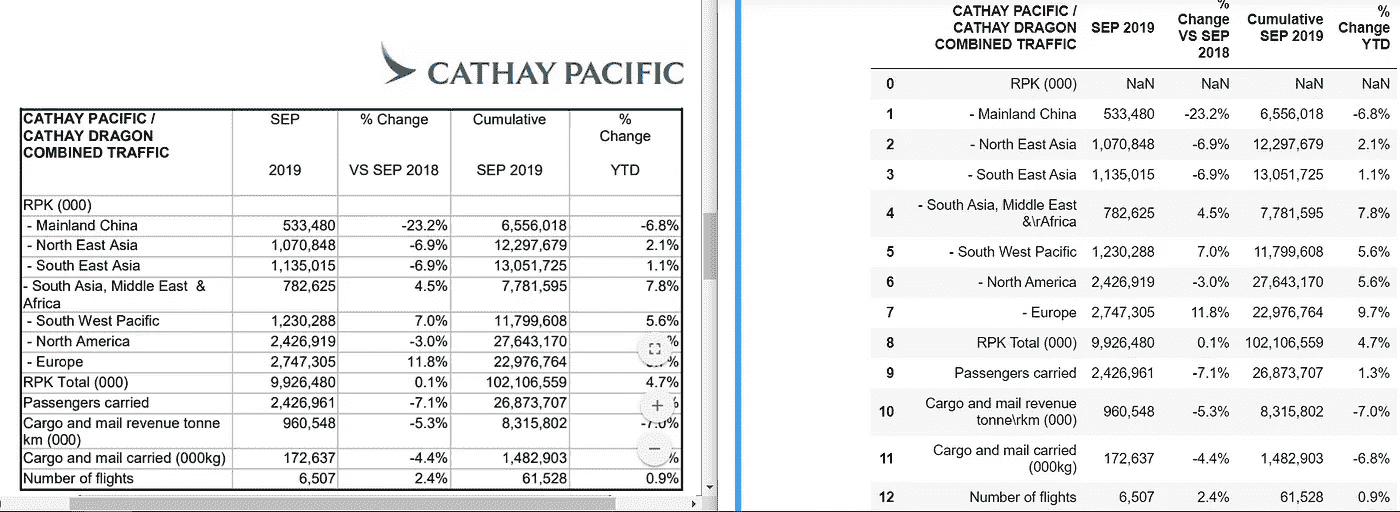 CATHAY PACIFIC
CATHAY PACIFIC / SEP % Change Cumulative %
CATHAY DRAGON Change
COMBINED TRAFFIC
2019 VS SEP 2018 SEP 2019 YTD
RPK (000)
- Mainland China 533,480 -23.2% 6,556,018 -6.8%
- North East Asia 1,070,848 -6.9% 12,297,679 2.1%
- South East Asia 1,135,015 -6.9% 13,051,725 1.1%
- South Asia, Middle East & 782,625 4.5% 7,781,595 7.8%
Africa
- South West Pacific 1,230,288 7.0% 11,799,608 5.6%
- North America 2,426,919 -3.0% 27,643,170
- Europe 2,747,305 11.8% 22,976,764
RPK Total (000) 9,926,480 0.1% 102,106,559 4.7%
Passengers carried 2,426,961 -7.1% 26,873,707
Cargo and mail revenue tonne 960,548 -5.3% 8,315,802 -7.0%
km (000)
Cargo and mail carried (000kg) 172,637 -4.4% 1,482,903
Number of flights 6,507 2.4% 61,528 0.9%
CATHAY PACIFIC / % %
CATHAY DRAGON SEP 2019 Change Cumulative Change
COMBINED TRAFFIC VS SEP SEP 2019 YTD
2018
0 RPK (000) NaN NaN NaN NaN
1 - Mainland China 533,480 -23.2% 6,556,018 -6.8%
2 - North East Asia 1,070,848 -6.9% 12,297,679 2.1%
3 - South East Asia 1,135,015 -6.9% 13,051,725 1.1%
4 - South Asia, Middle East 782,625 4.5% 7,781,595 7.8%
&\rAfrica
5 - South West Pacific 1,230,288 7.0% 11,799,608 5.6%
6 - North America 2,426,919 -3.0% 27,643,170 5.6%
7 - Europe 2,747,305 11.8% 22,976,764 9.7%
8 RPK Total (000) 9,926,480 0.1% 102,106,559 4.7%
9 Passengers carried 2,426,961 -7.1% 26,873,707 1.3%
10 Cargo and mail revenue 960,548 -5.3% 8,315,802 -7.0%
tonne\rkm (000)
11 Cargo and mail carried 172,637 -4.4% 1,482,903 -6.8%
(000kg)
12 Number of flights 6,507 2.4% 61,528 0.9%